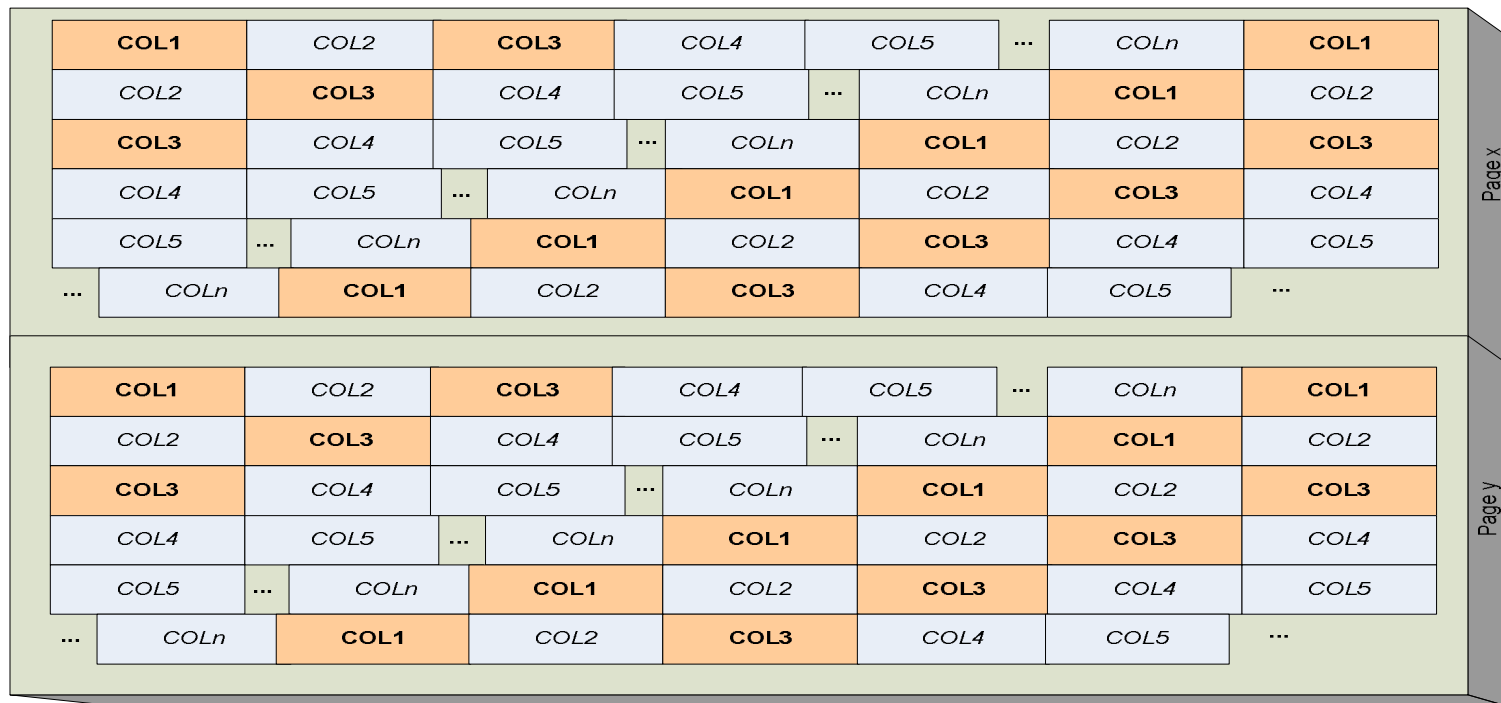 COL1 COL2 COL3 COL4 COL5 ... COLn COL1
COL2 COL3 COL4 COL5 ... COLn COL1 COL2
COL3 COL4 COL5 ... COLn COL1 COL2 COL3
COL4 COL5 ... COLn COL1 COL2 COL3 COL4
COL5 ... COLn COL1 COL2 COL3 COL4 COL5
... COLn COL1 COL2 COL3 COL4 COL5 ...
Page x
COL1 COL2 COL3 COL4 COL5 ... COLn COL1
COL2 COL3 COL4 COL5 ... COLn COL1 COL2
COL3 COL4 COL5 ... COLn COL1 COL2 COL3
COL4 COL5 ... COLn COL1 COL2 COL3 COL4
COL5 ... COLn COL1 COL2 COL3 COL4 COL5
... COLn COL1 COL2 COL3 COL4 COL5 ...
Page y